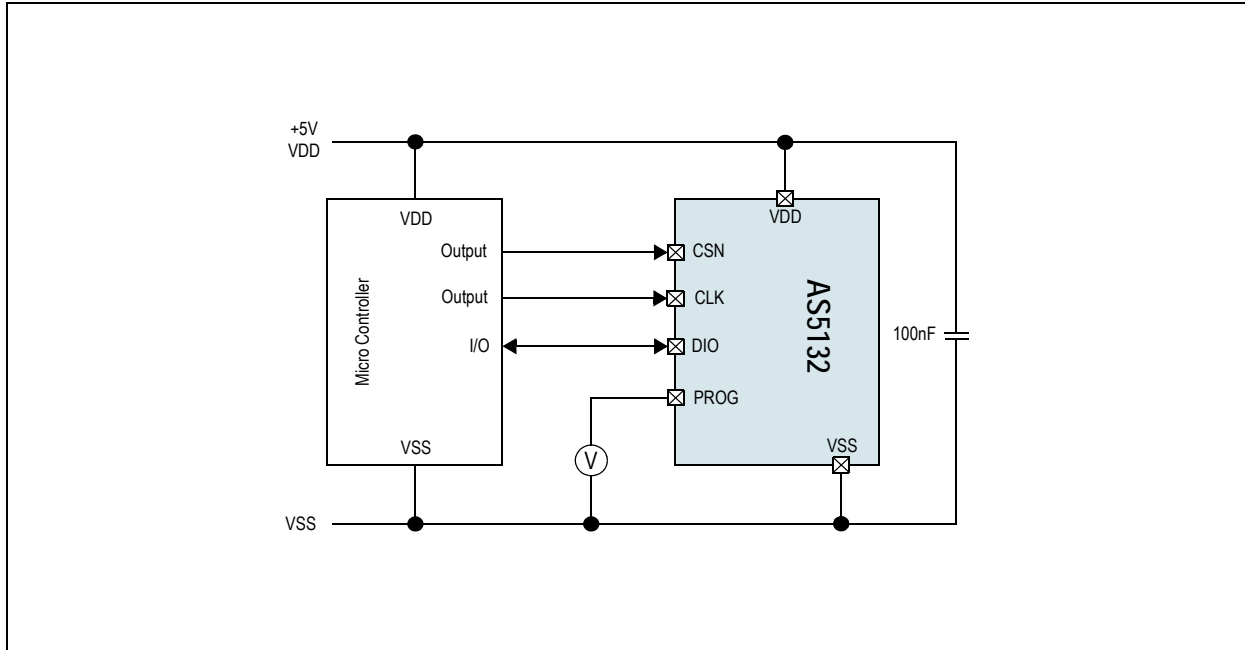 +5V
VDD
VDD
VDD
Output
CSN
Output
CLK
I/O
DIO
PROG
Micro Controller
AS5132
100nF
VSS
VSS
V
VSS